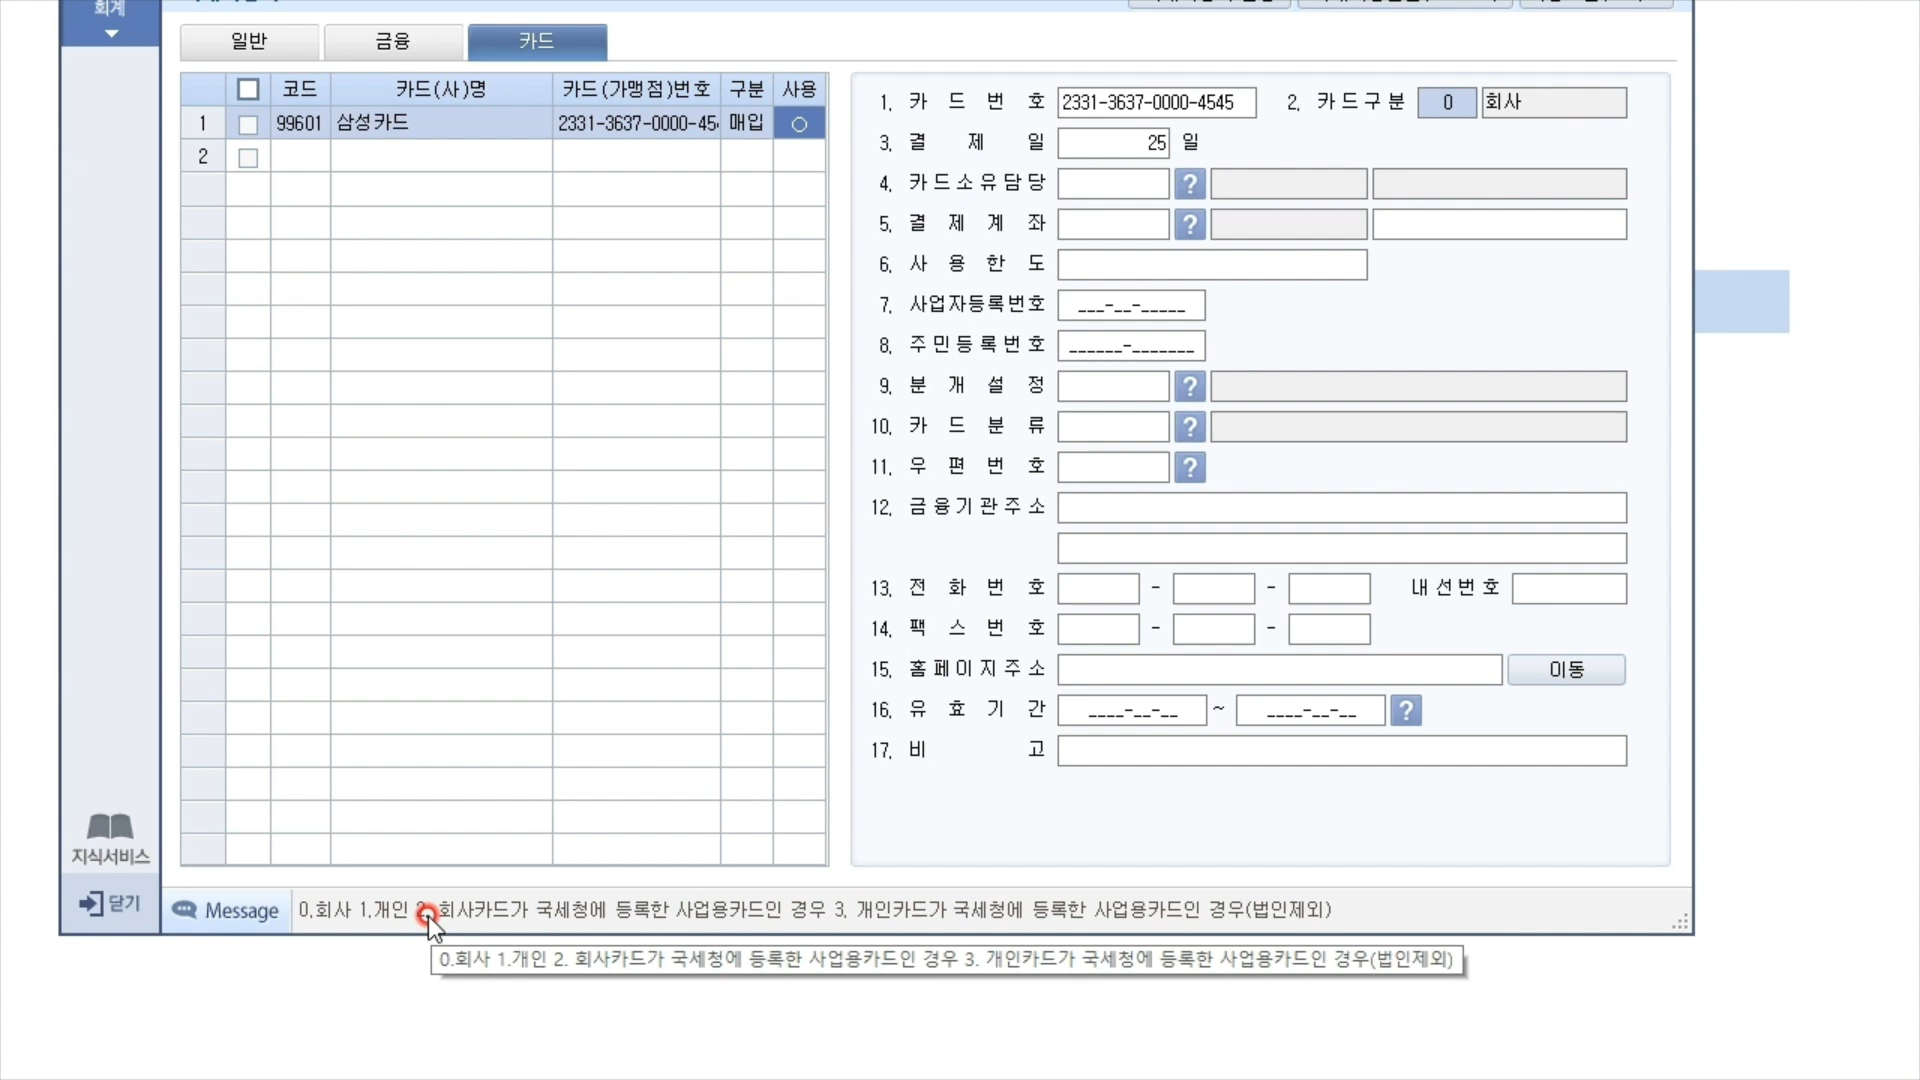 회계
일반 금융 카드
코드 카드(사)명 카드(가맹점)번호 구분 사용
1 99601 삼성카드 2331-3637-0000-45 매입 ○
2
1. 카드번호 2331-3637-0000-4545 2. 카드구분 0 회사
3. 결제일 25 일
4. 카드소유담당 ?
5. 결제계좌 ?
6. 사용한도
7. 사업자등록번호 ___-__-_____
8. 주민등록번호 ______-_______
9. 분개설정 ?
10. 카드분류 ?
11. 우편번호 ?
12. 금융기관주소
13. 전화번호 - - 내선번호
14. 팩스번호 - -
15. 홈페이지주소 이동
16. 유효기간 ____-__-__ ~ ____-__-__ ?
17. 비고
지식서비스
닫기
Message 0.회사 1.개인 2. 회사카드가 국세청에 등록한 사업용카드인 경우 3. 개인카드가 국세청에 등록한 사업용카드인 경우(법인제외)
0.회사 1.개인 2. 회사카드가 국세청에 등록한 사업용카드인 경우 3. 개인카드가 국세청에 등록한 사업용카드인 경우(법인제외)